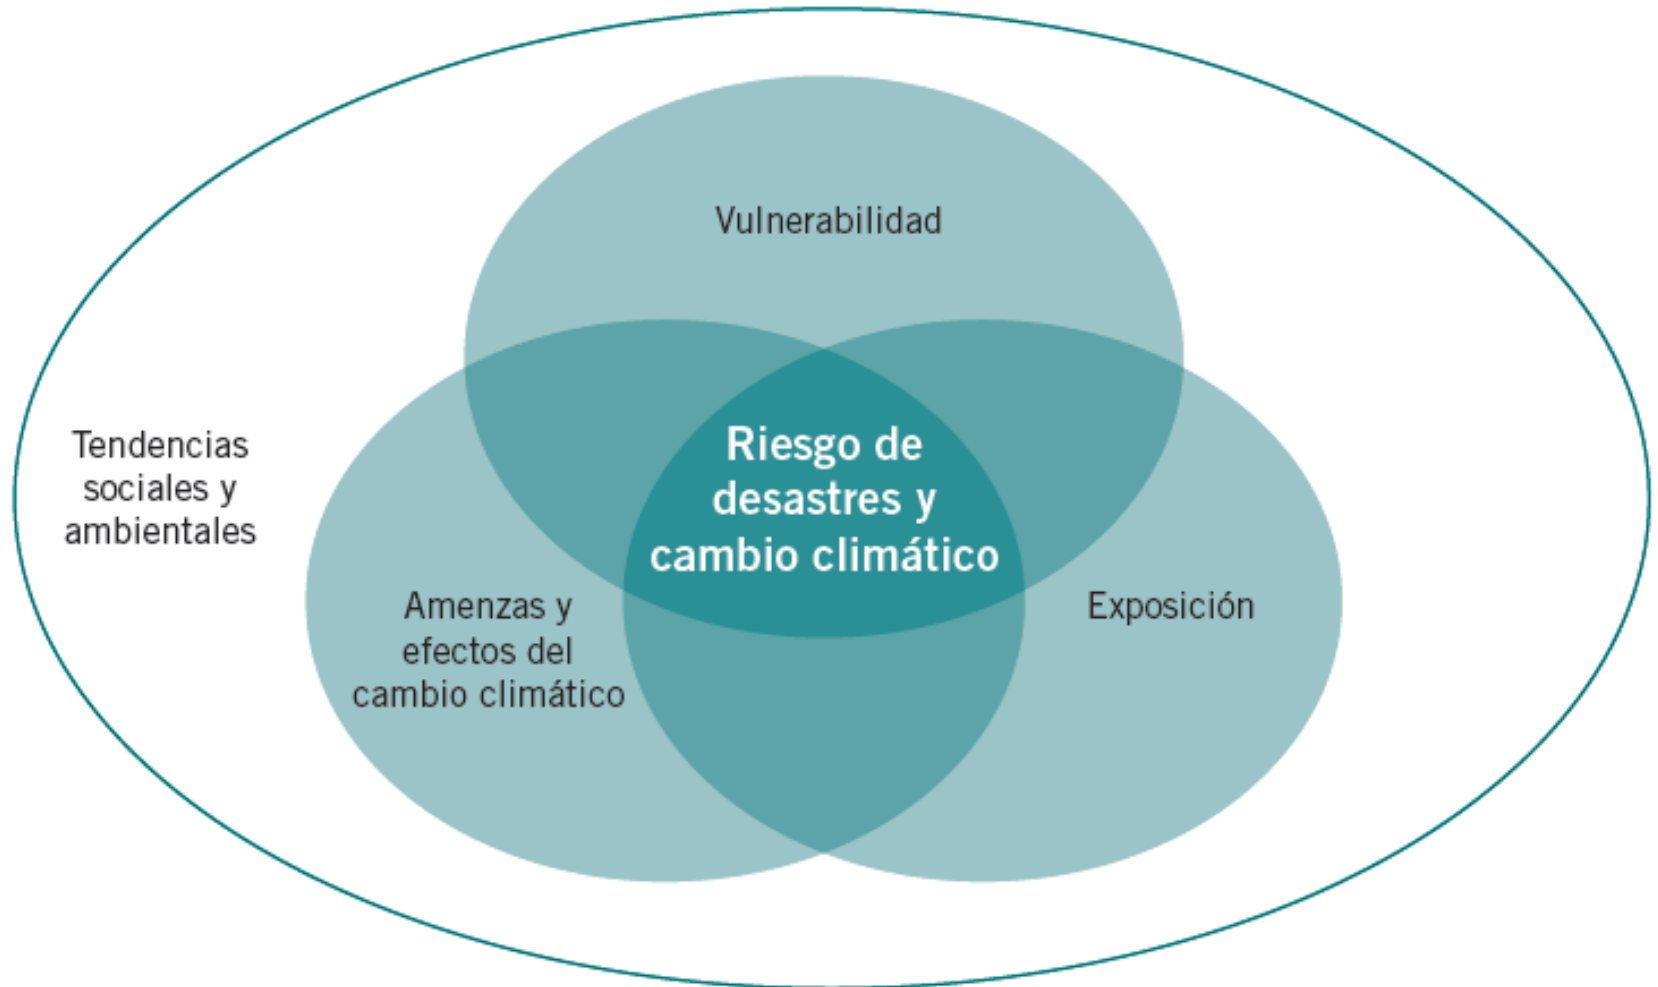 Vulnerabilidad
Tendencias
sociales y
ambientales
Riesgo de
desastres y
cambio climático
Amenzas y
efectos del
cambio climático
Exposición